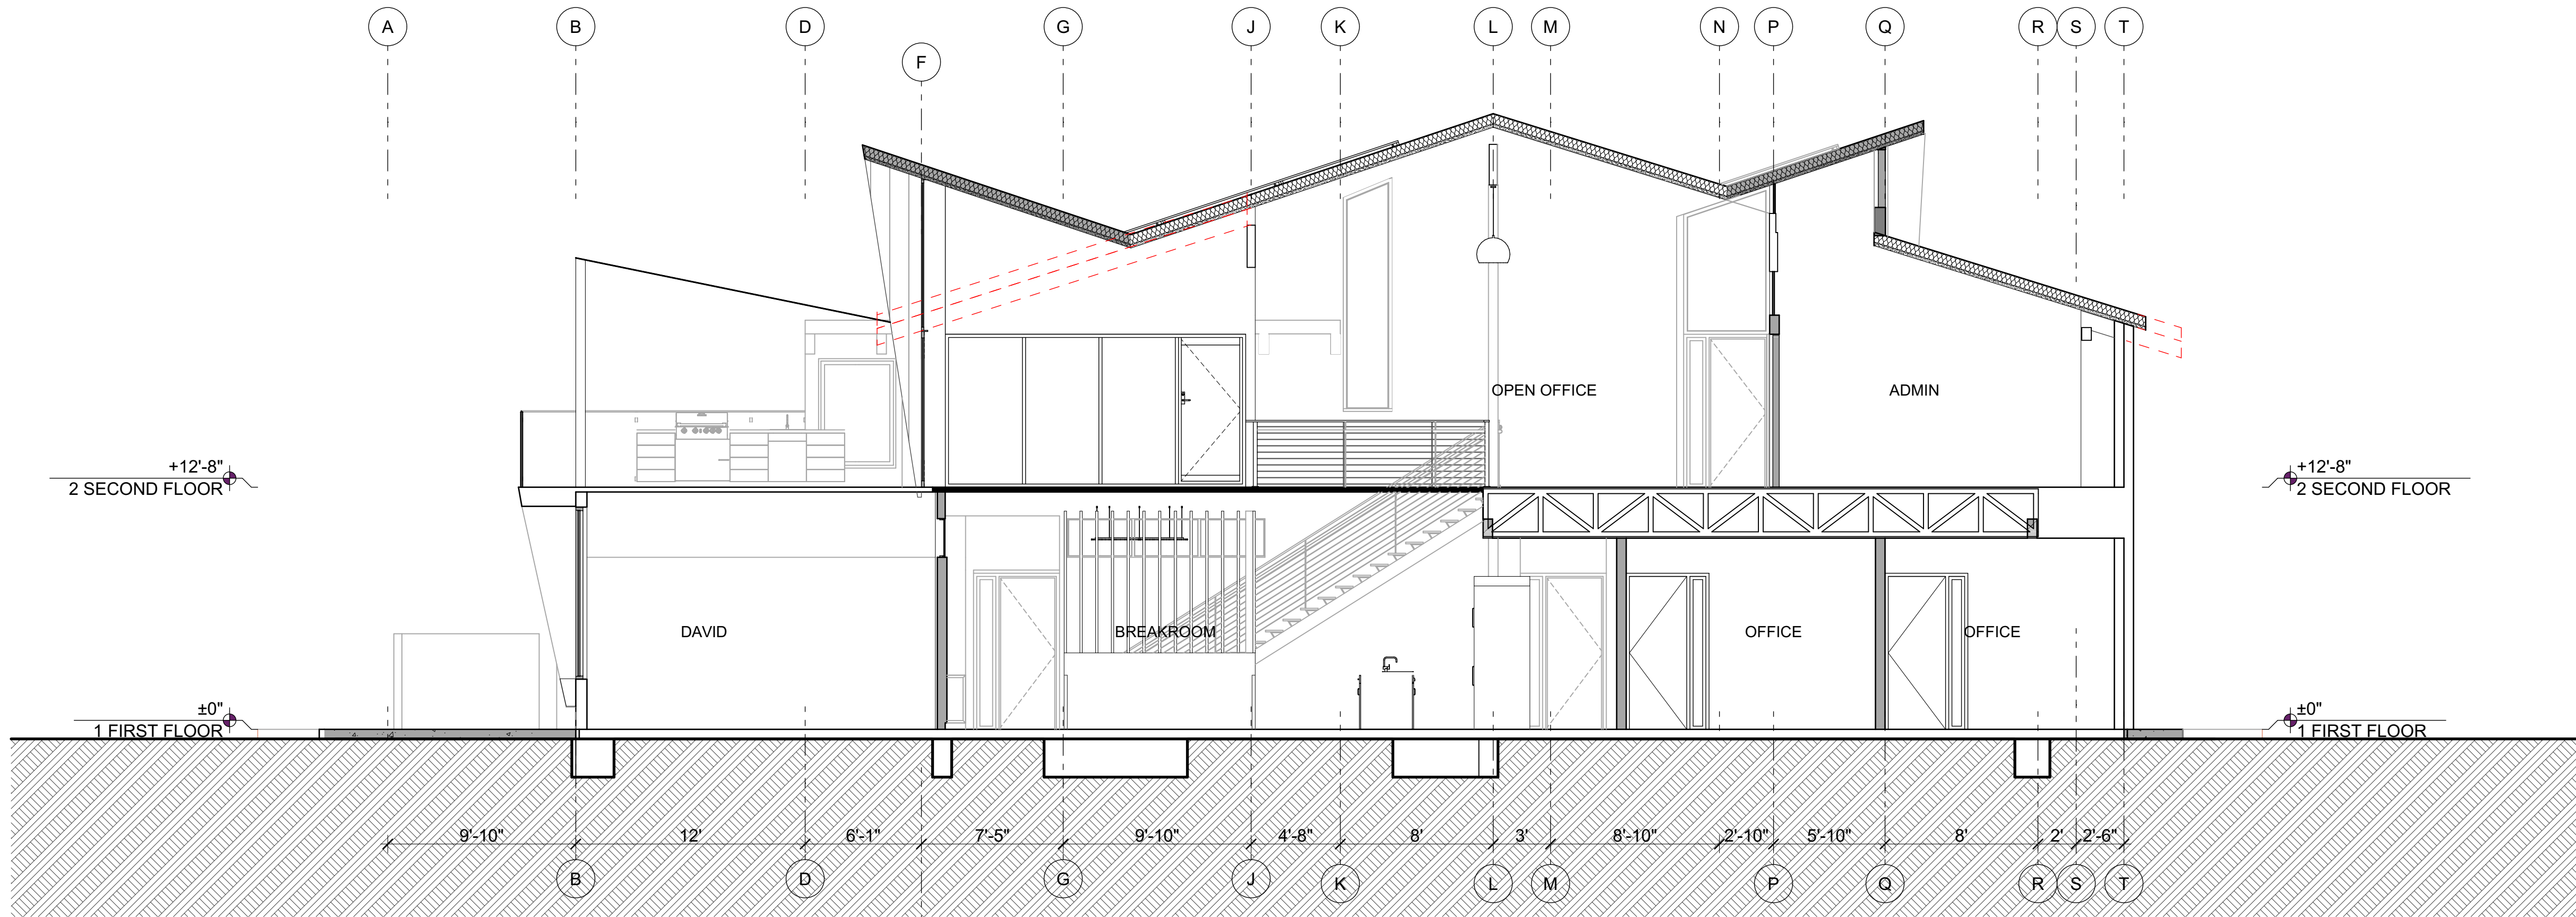 A B D F G J K L M N P Q R S T
OPEN OFFICE
ADMIN
+12'-8"
2 SECOND FLOOR
+12'-8"
2 SECOND FLOOR
DAVID
BREAKROOM
OFFICE
OFFICE
±0"
1 FIRST FLOOR
±0"
1 FIRST FLOOR
9'-10" 12' 6'-1" 7'-5" 9'-10" 4'-8" 8' 3' 8'-10" 2'-10" 5'-10" 8' 2' 2'-6"
B D G J K L M P Q R S T